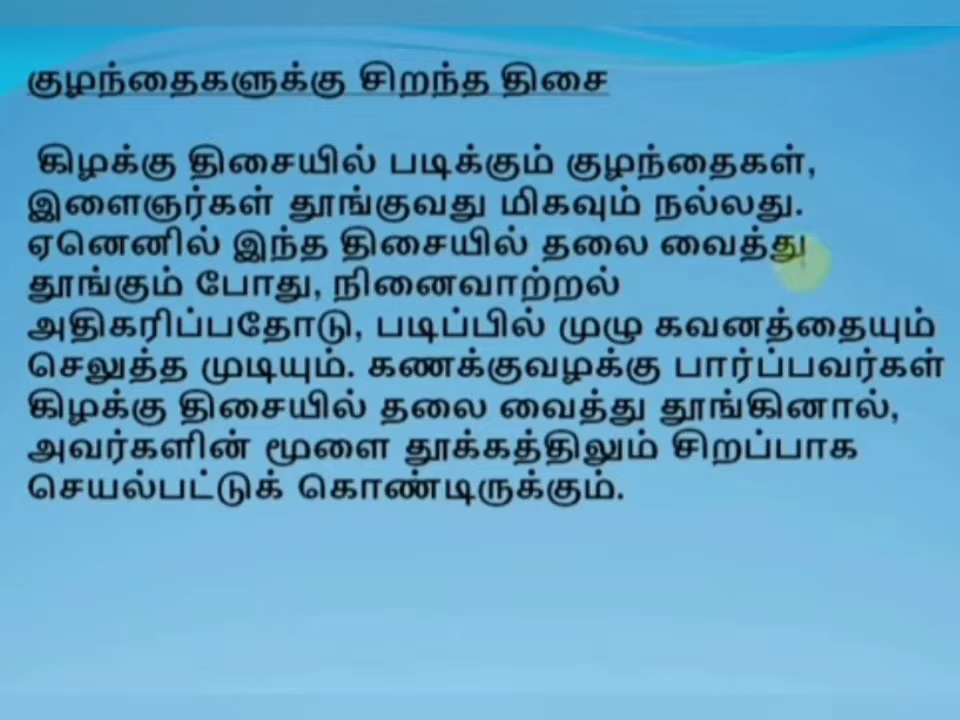 குழந்தைகளுக்கு சிறந்த திசை
கிழக்கு திசையில் படிக்கும் குழந்தைகள்,
இளைஞர்கள் தூங்குவது மிகவும் நல்லது.
ஏனெனில் இந்த திசையில் தலை வைத்து
தூங்கும் போது, நினைவாற்றல்
அதிகரிப்பதோடு, படிப்பில் முழு கவனத்தையும்
செலுத்த முடியும். கணக்குவழக்கு பார்ப்பவர்கள்
கிழக்கு திசையில் தலை வைத்து தூங்கினால்,
அவர்களின் மூளை தூக்கத்திலும் சிறப்பாக
செயல்பட்டுக் கொண்டிருக்கும்.